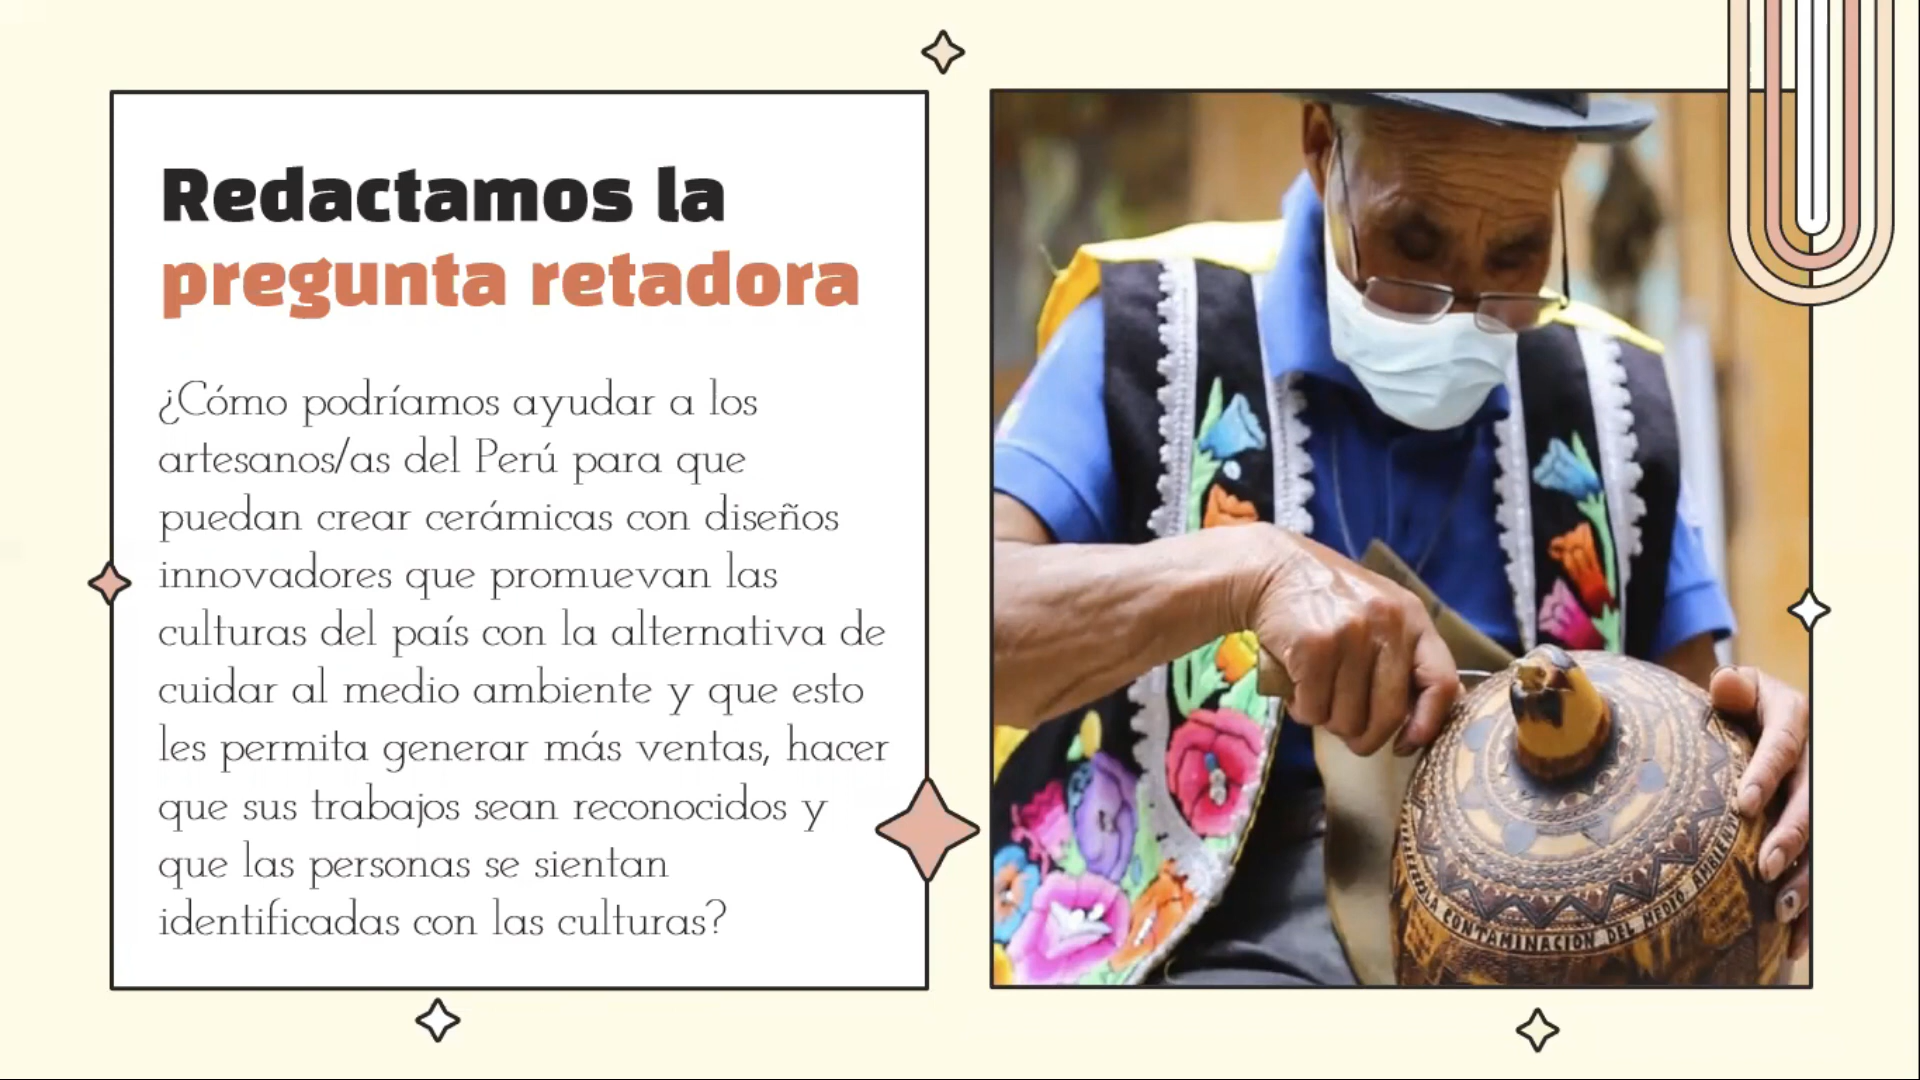 Redactamos la
pregunta retadora
¿Cómo podríamos ayudar a los
artesanos/as del Perú para que
puedan crear cerámicas con diseños
innovadores que promuevan las
culturas del país con la alternativa de
cuidar al medio ambiente y que esto
les permita generar más ventas, hacer
que sus trabajos sean reconocidos y
que las personas se sientan
identificadas con las culturas?
LA CONTAMINACION DEL MEDIO AMBIENTE